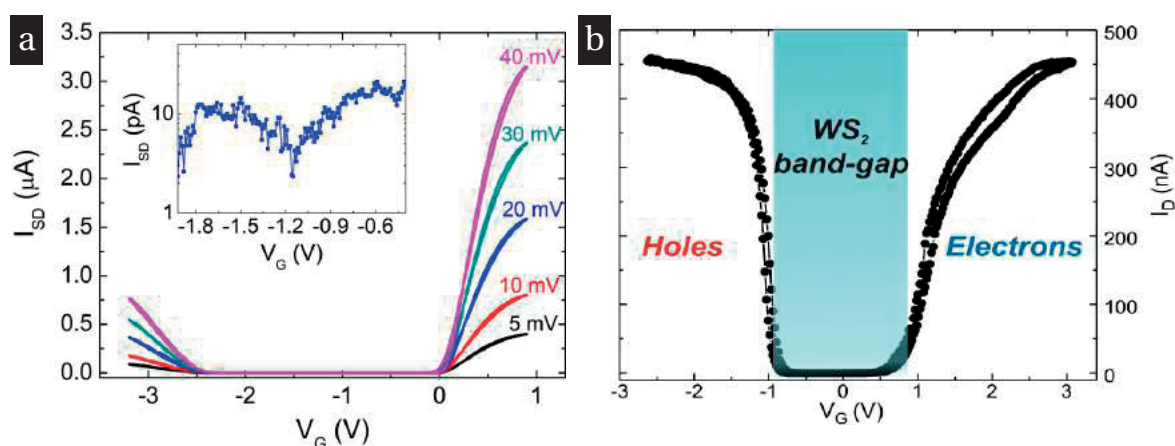 a
3.5
3.0
2.5
2.0
1.5
1.0
0.5
0.0
I_SD (μA)
-3 -2 -1 0 1
V_G (V)
40 mV
30 mV
20 mV
10 mV
5 mV
10
1
I_SD (pA)
-1.8 -1.5 -1.2 -0.9 -0.6
V_G (V)
b
WS₂
band-gap
Holes
Electrons
500
400
300
200
100
0
I_D (nA)
-3 -2 -1 0 1 2 3
V_G (V)